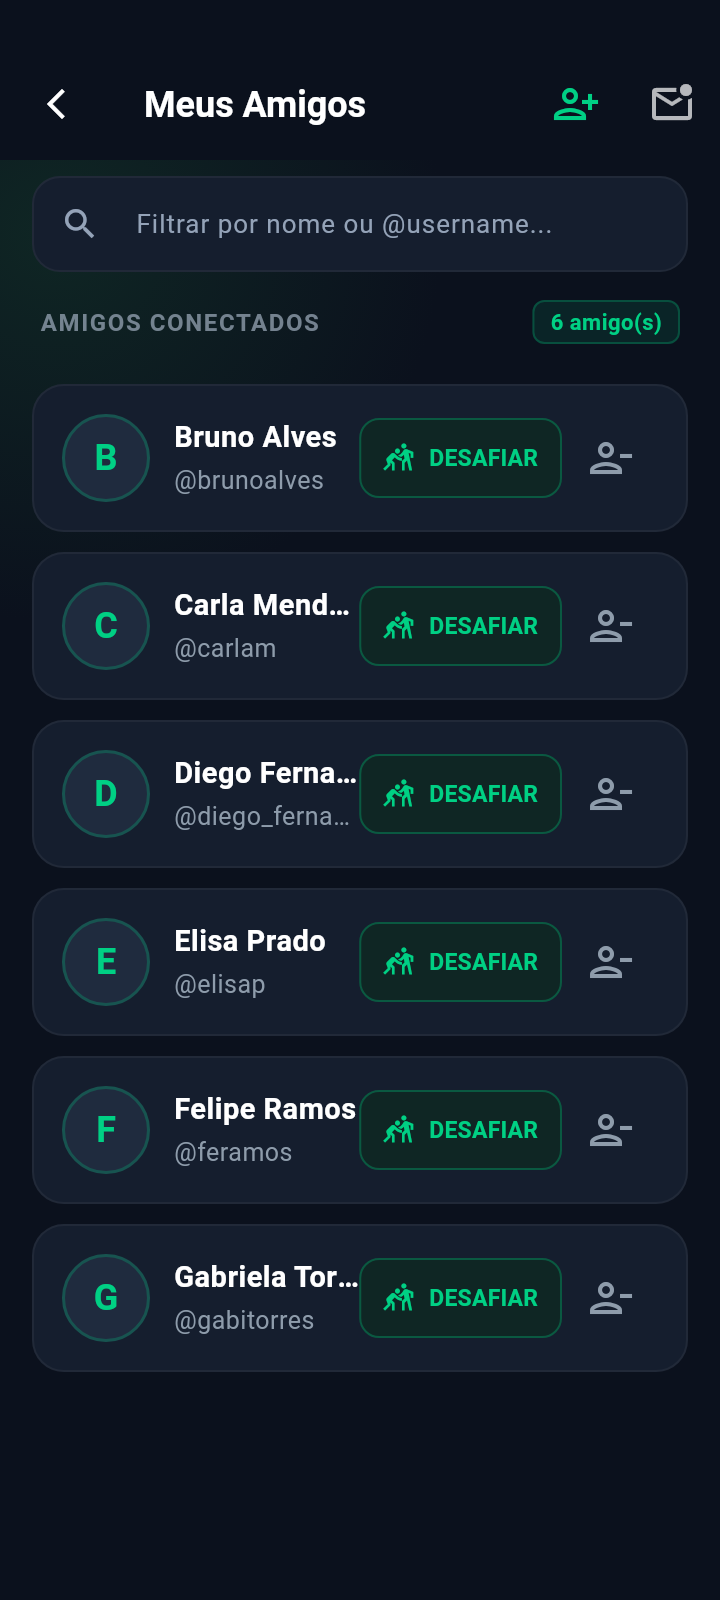 Meus Amigos
Filtrar por nome ou @username...
AMIGOS CONECTADOS
6 amigo(s)
B
Bruno Alves
@brunoalves
DESAFIAR
C
Carla Mend...
@carlam
DESAFIAR
D
Diego Ferna...
@diego_ferna...
DESAFIAR
E
Elisa Prado
@elisap
DESAFIAR
F
Felipe Ramos
@feramos
DESAFIAR
G
Gabriela Tor...
@gabitorres
DESAFIAR